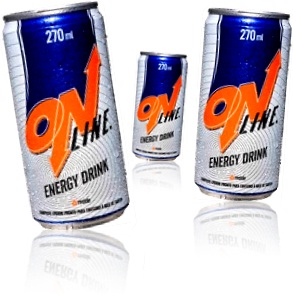 270 ml
ON
LINE.
ENERGY DRINK
270 ml
ON
LINE.
ENERGY DRINK
270 ml
ON
LINE.
ENERGY DRINK